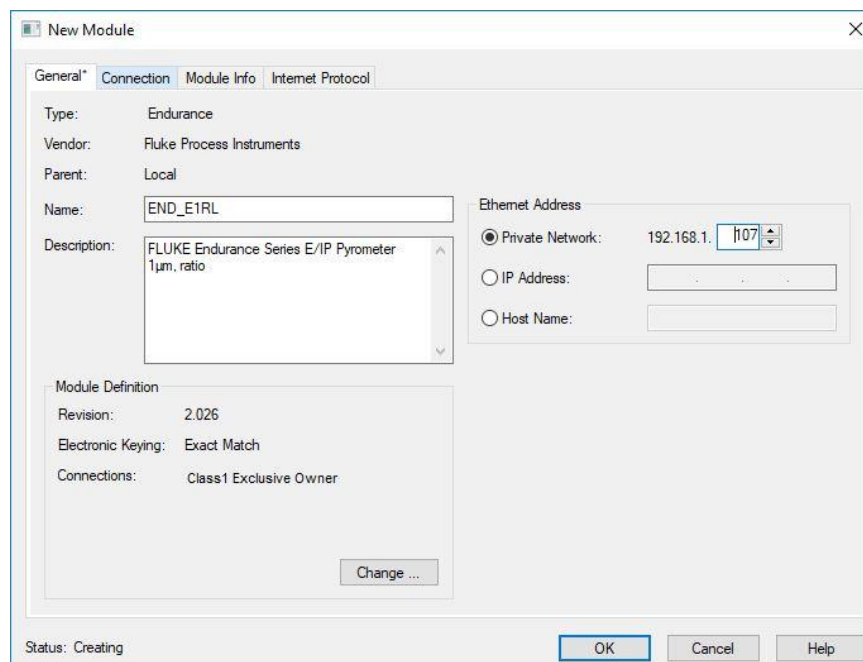 New Module
General* Connection Module Info Internet Protocol
Type: Endurance
Vendor: Fluke Process Instruments
Parent: Local
Name: END_E1RL
Description: FLUKE Endurance Series E/IP Pyrometer
1µm, ratio
Ethernet Address
Private Network: 192.168.1. 107
IP Address: . . .
Host Name:
Module Definition
Revision: 2.026
Electronic Keying: Exact Match
Connections: Class1 Exclusive Owner
Change ...
Status: Creating
OK Cancel Help